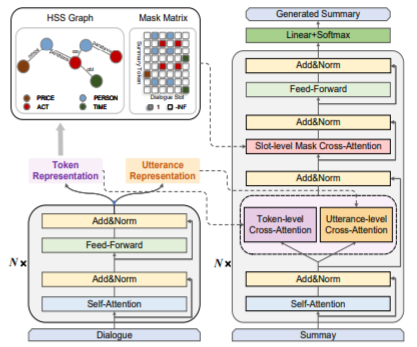 HSS Graph
Mask Matrix
Summary Token
Dialogue Slot
PRICE
PERSON
ACT
TIME
1
-INF
Token
Representation
Utterance
Representation
Add&Norm
Feed-Forward
Add&Norm
Self-Attention
N×
Dialogue
Generated Summary
Linear+Softmax
Add&Norm
Feed-Forward
Add&Norm
Slot-level Mask Cross-Attention
Add&Norm
Token-level
Cross-Attention
Utterance-level
Cross-Attention
N×
Add&Norm
Self-Attention
Summay